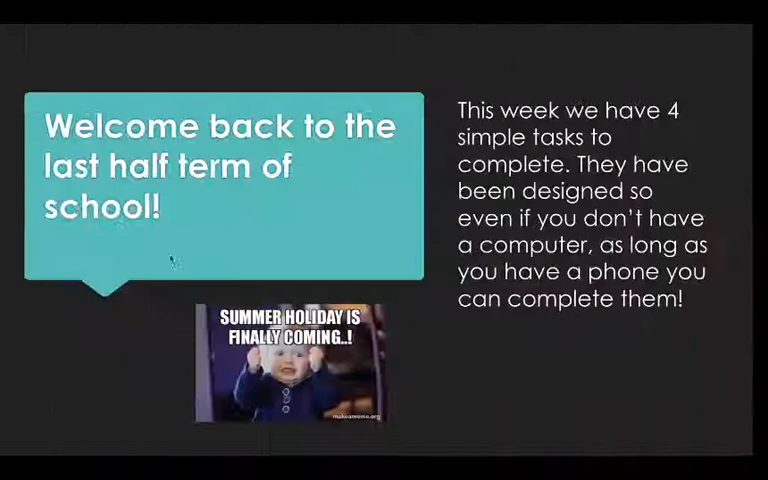 Welcome back to the
last half term of
school!
This week we have 4
simple tasks to
complete. They have
been designed so
even if you don't have
a computer, as long as
you have a phone you
can complete them!
SUMMER HOLIDAY IS
FINALLY COMING..!
makeameme.org